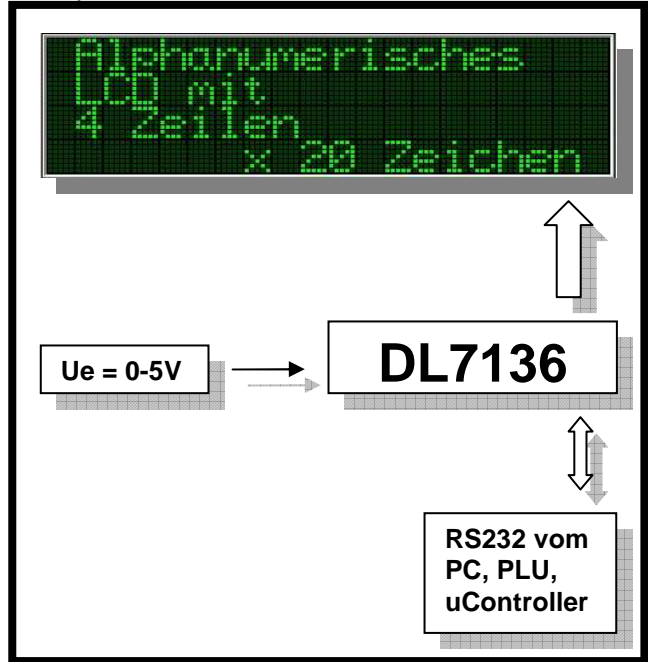 Alphanumerisches
LCD mit
4 Zeilen
x 20 Zeichen
Ue = 0-5V
DL7136
RS232 vom
PC, PLU,
uController